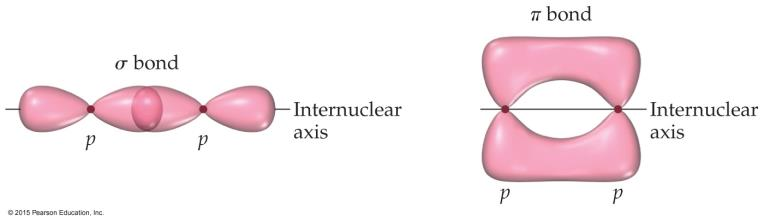 σ bond
p
p
Internuclear
axis
π bond
Internuclear
axis
p
p
© 2015 Pearson Education, Inc.